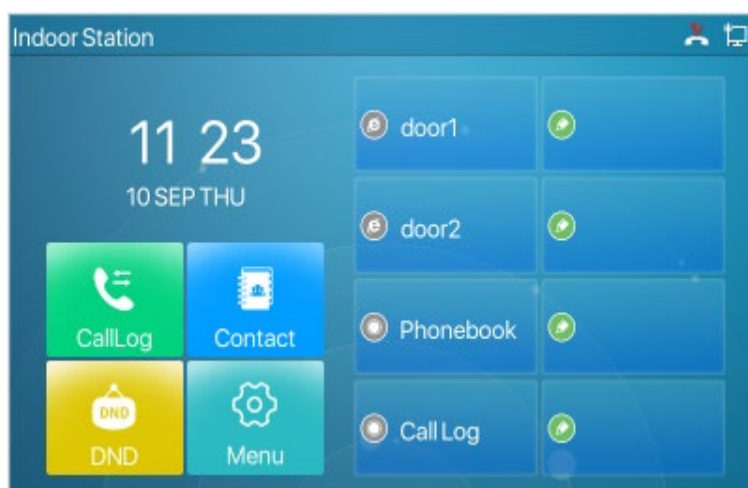 Indoor Station
11 23
10 SEP THU
CallLog
Contact
DND
DND
Menu
door1
door2
Phonebook
Call Log